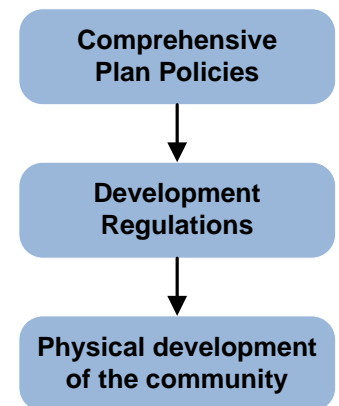 Comprehensive
Plan Policies
Development
Regulations
Physical development
of the community